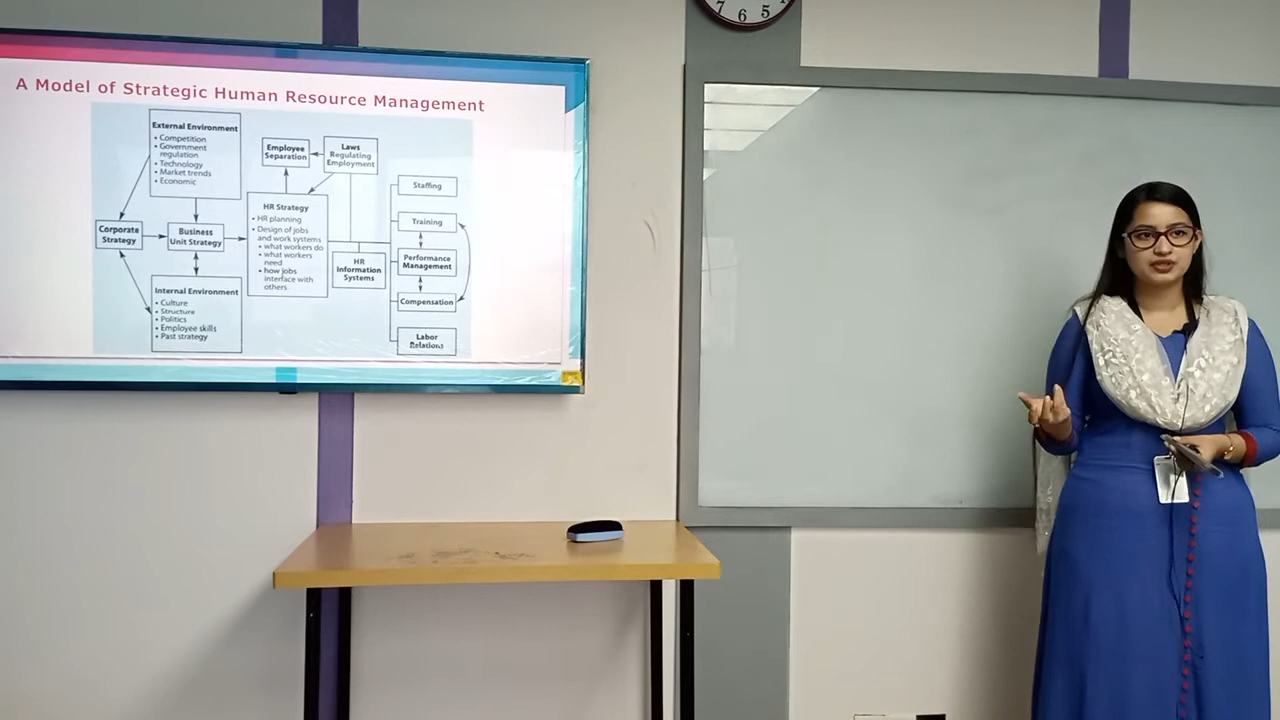 A Model of Strategic Human Resource Management
External Environment
• Competition
• Government
regulation
• Technology
• Market trends
• Economic
Employee
Separation
Laws
Regulating
Employment
Corporate
Strategy
Business
Unit Strategy
HR Strategy
• HR planning
• Design of jobs
and work systems
• what workers do
• what workers
need
• how jobs
interface with
others
HR
Information
Systems
Staffing
Training
Performance
Management
Compensation
Labor
Relations
Internal Environment
• Culture
• Structure
• Politics
• Employee skills
• Past strategy
7 6 5